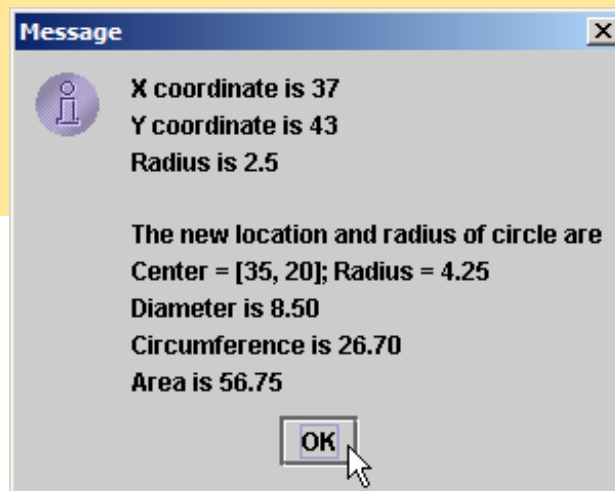 Message
X coordinate is 37
Y coordinate is 43
Radius is 2.5
The new location and radius of circle are
Center = [35, 20]; Radius = 4.25
Diameter is 8.50
Circumference is 26.70
Area is 56.75
OK